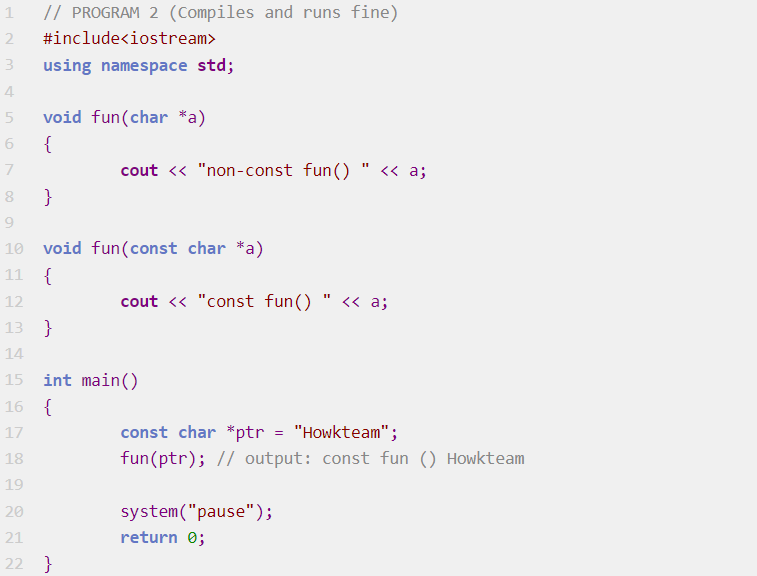 1 // PROGRAM 2 (Compiles and runs fine)
2 #include<iostream>
3 using namespace std;
4
5 void fun(char *a)
6 {
7 cout << "non-const fun() " << a;
8 }
9
10 void fun(const char *a)
11 {
12 cout << "const fun() " << a;
13 }
14
15 int main()
16 {
17 const char *ptr = "Howkteam";
18 fun(ptr); // output: const fun () Howkteam
19
20 system("pause");
21 return 0;
22 }